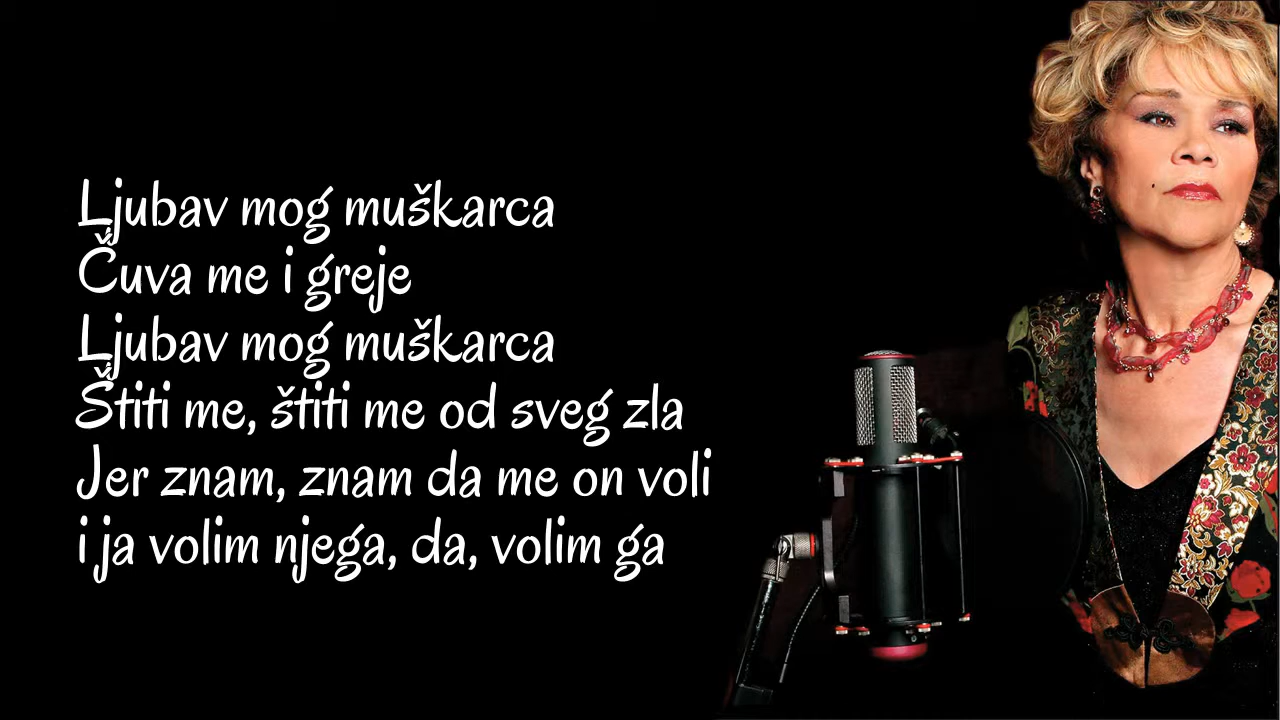 Ljubav mog muškarca
Čuva me i greje
Ljubav mog muškarca
Štiti me, štiti me od sveg zla
Jer znam, znam da me on voli
i ja volim njega, da, volim ga